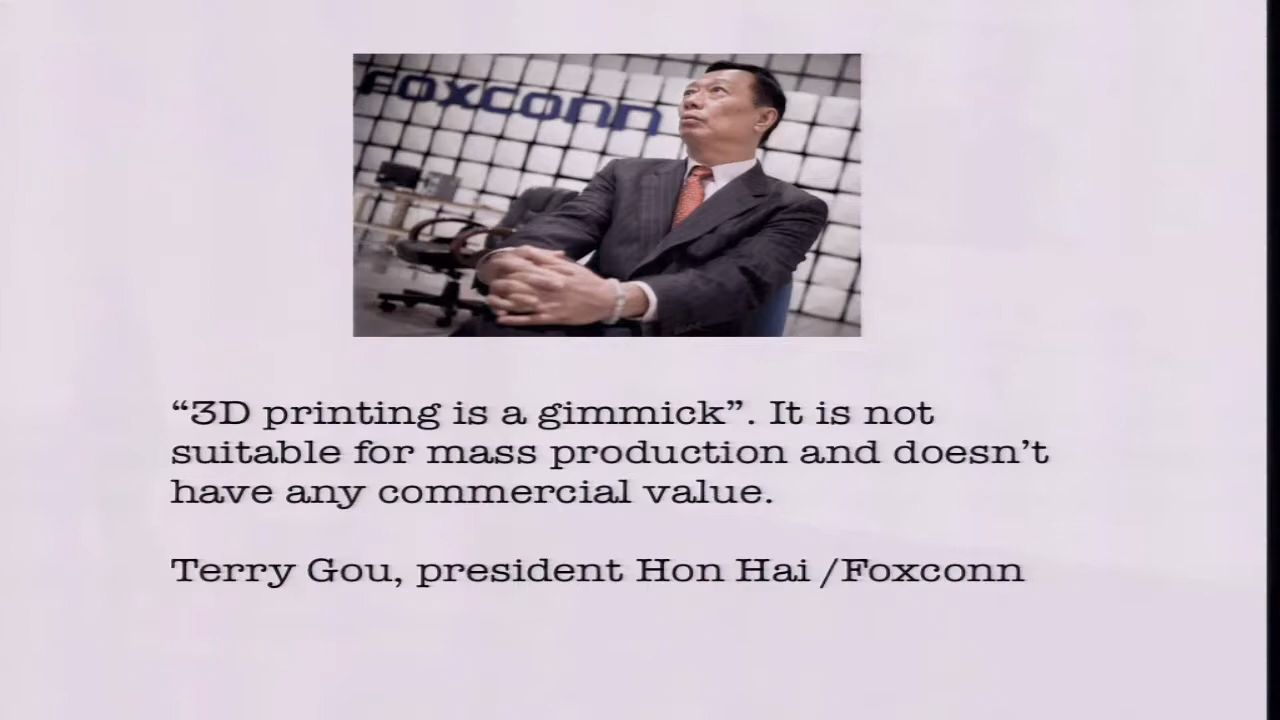 Foxconn
“3D printing is a gimmick”. It is not
suitable for mass production and doesn’t
have any commercial value.
Terry Gou, president Hon Hai /Foxconn